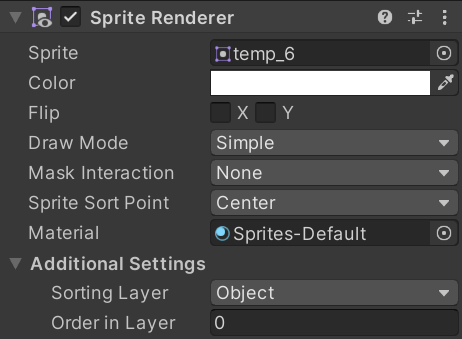 Sprite Renderer
Sprite temp_6
Color
Flip X Y
Draw Mode Simple
Mask Interaction None
Sprite Sort Point Center
Material Sprites-Default
Additional Settings
Sorting Layer Object
Order in Layer 0